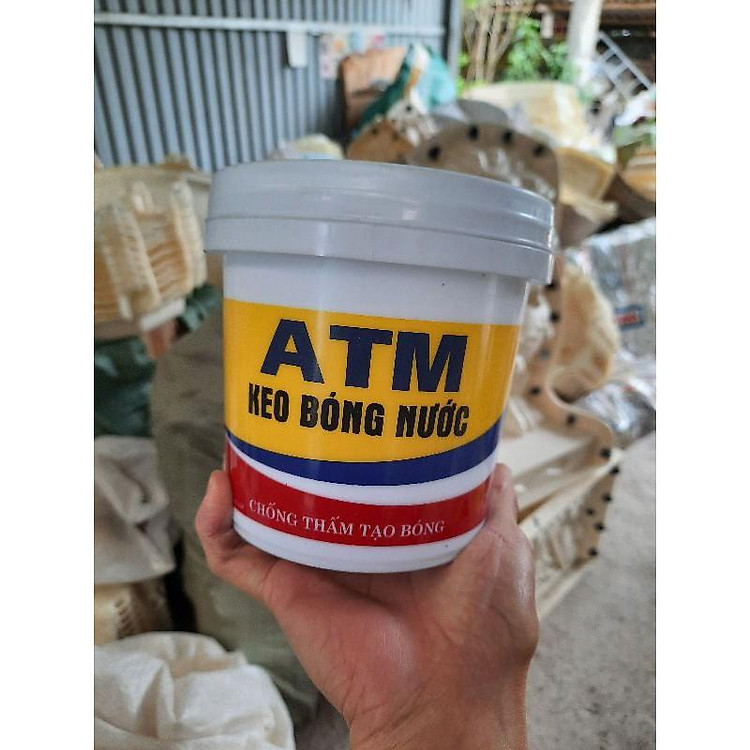 ATM
KEO BÓNG NƯỚC
CHỐNG THẤM TẠO BÓNG